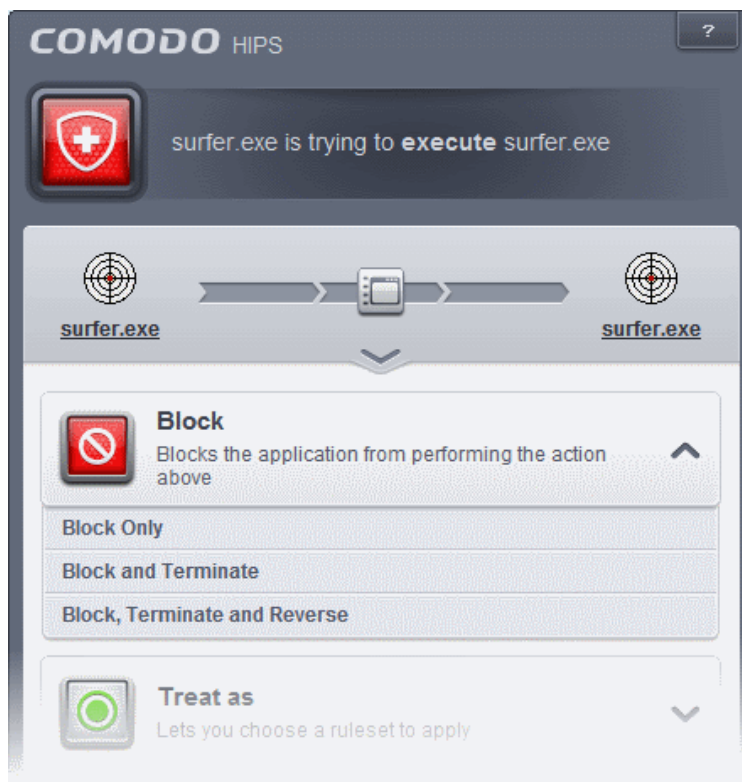 COMODO HIPS
?
surfer.exe is trying to execute surfer.exe
surfer.exe
surfer.exe
Block
Blocks the application from performing the action
above
Block Only
Block and Terminate
Block, Terminate and Reverse
Treat as
Lets you choose a ruleset to apply